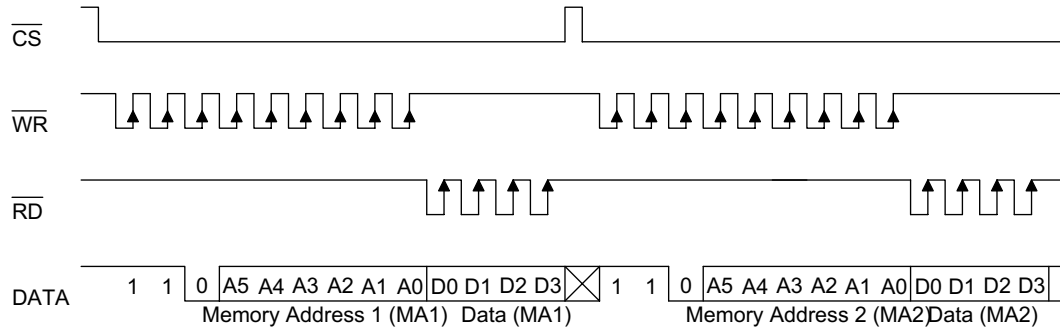 CS
WR
RD
DATA 1 1 0 A5 A4 A3 A2 A1 A0 D0 D1 D2 D3 1 1 0 A5 A4 A3 A2 A1 A0 D0 D1 D2 D3
Memory Address 1 (MA1) Data (MA1) Memory Address 2 (MA2) Data (MA2)